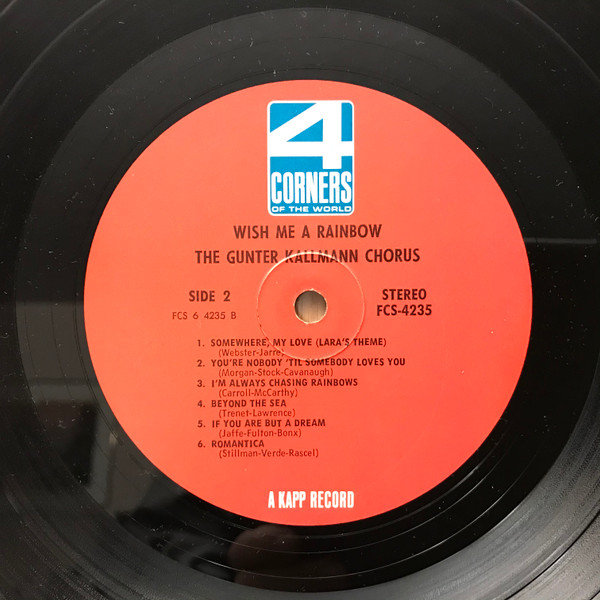 4
CORNERS
OF THE WORLD
WISH ME A RAINBOW
THE GUNTER KALLMANN CHORUS
SIDE 2
STEREO
FCS 6 4235 B
FCS-4235
1. SOMEWHERE, MY LOVE (LARA'S THEME)
(Webster-Jarre)
2. YOU'RE NOBODY 'TIL SOMEBODY LOVES YOU
(Morgan-Stock-Cavanaugh)
3. I'M ALWAYS CHASING RAINBOWS
(Carroll-McCarthy)
4. BEYOND THE SEA
(Trenet-Lawrence)
5. IF YOU ARE BUT A DREAM
(Jaffe-Fulton-Bonx)
6. ROMANTICA
(Stillman-Verde-Rascel)
A KAPP RECORD